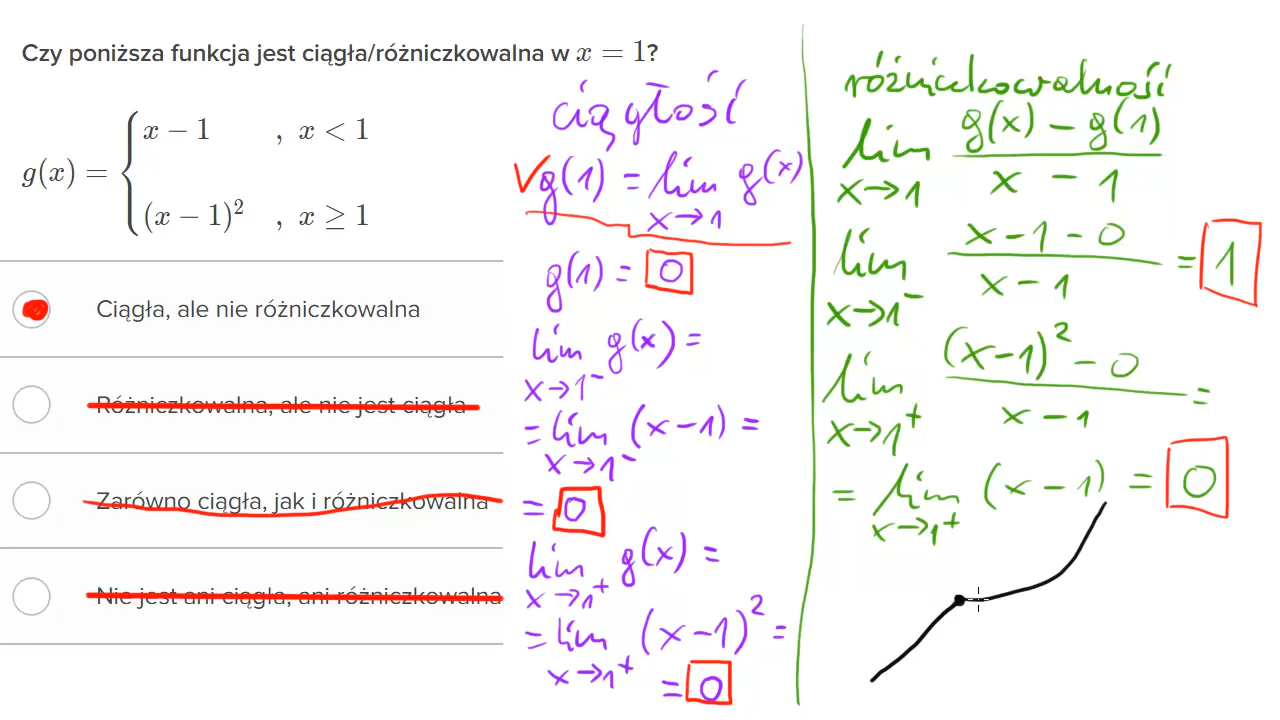 Czy poniższa funkcja jest ciągła/różniczkowalna w x = 1?
g(x) = { x − 1 , x < 1
(x − 1)² , x ≥ 1
Ciągła, ale nie różniczkowalna
Różniczkowalna, ale nie jest ciągła
Zarówno ciągła, jak i różniczkowalna
Nie jest ani ciągła, ani różniczkowalna
ciągłość
√g(1) = lim g(x)
x→1
g(1) = 0
lim g(x) =
x→1⁻
= lim (x−1) =
x→1⁻
= 0
lim g(x) =
x→1⁺
= lim (x−1)² =
x→1⁺
= 0
różniczkowalność
lim g(x) − g(1)
x→1 x − 1
lim x−1−0 = 1
x→1⁻ x−1
lim (x−1)² − 0 =
x→1⁺ x−1
= lim (x−1) = 0
x→1⁺